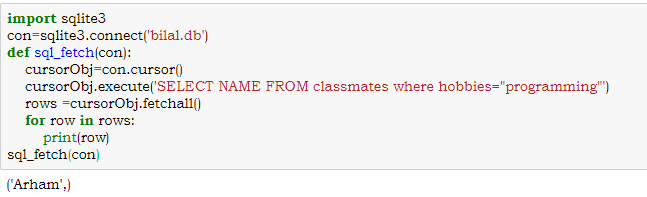 import sqlite3
con=sqlite3.connect('bilal.db')
def sql_fetch(con):
cursorObj=con.cursor()
cursorObj.execute('SELECT NAME FROM classmates where hobbies="programming"')
rows =cursorObj.fetchall()
for row in rows:
print(row)
sql_fetch(con)
('Arham',)